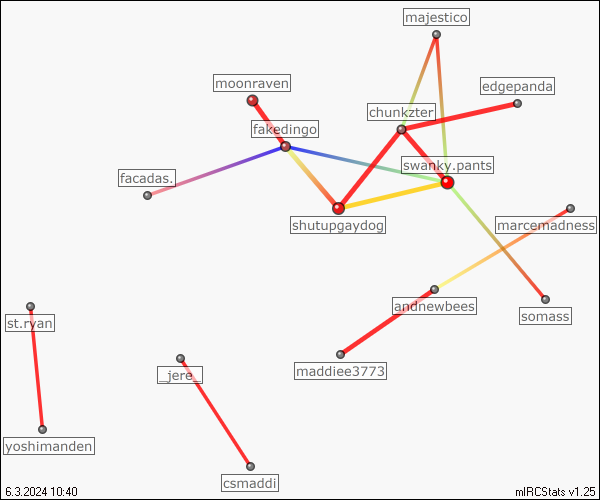 majestico
moonraven
edgepanda
chunkzter
fakedingo
swanky.pants
facadas.
shutupgaydog
marcemadness
andnewbees
somass
st.ryan
maddiee3773
_jere_
yoshimanden
csmaddi
6.3.2024 10:40
mIRCStats v1.25